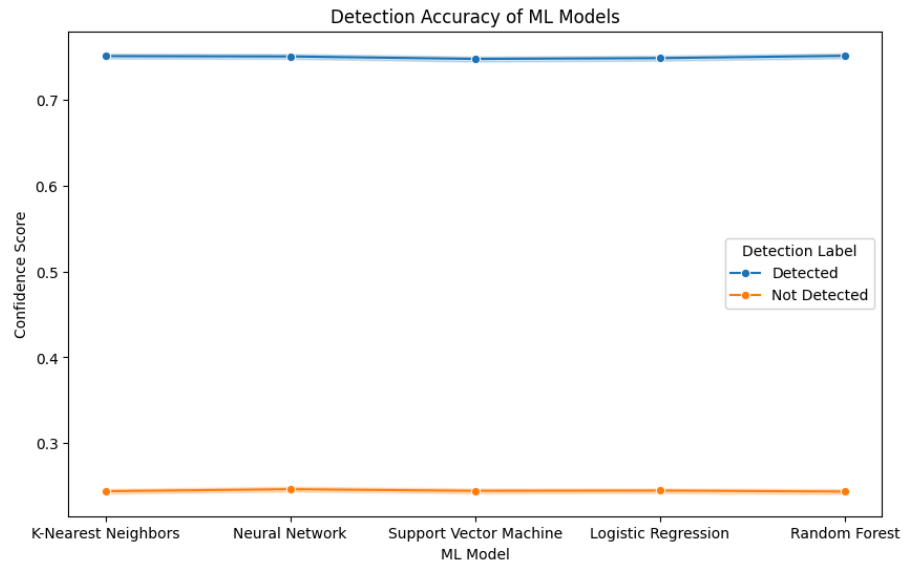 Detection Accuracy of ML Models
Confidence Score
0.7
0.6
0.5
0.4
0.3
Detection Label
Detected
Not Detected
K-Nearest Neighbors Neural Network Support Vector Machine Logistic Regression Random Forest
ML Model